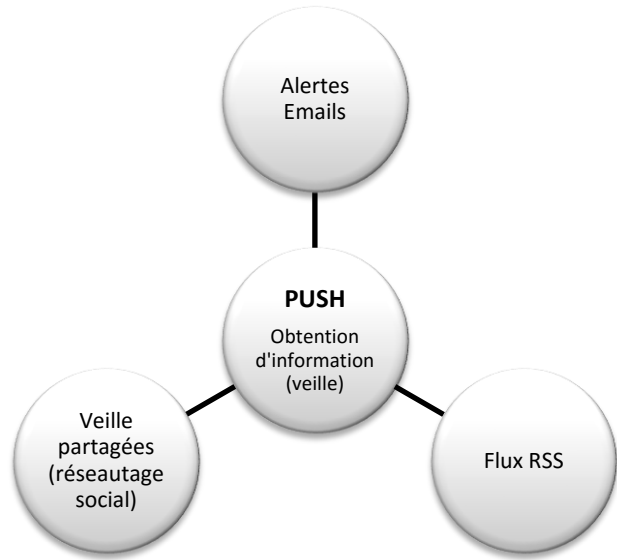 Alertes
Emails
PUSH
Obtention
d'information
(veille)
Veille
partagées
(réseautage
social)
Flux RSS